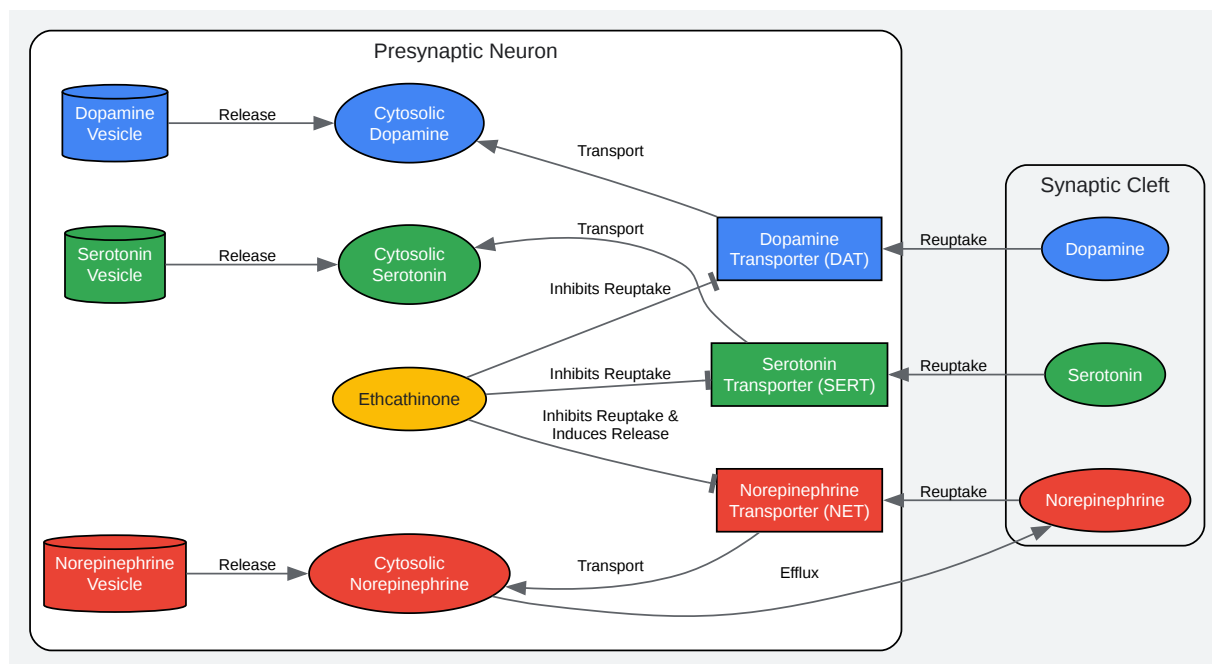 Presynaptic Neuron
Dopamine
Vesicle
Release
Cytosolic
Dopamine
Transport
Synaptic Cleft
Serotonin
Vesicle
Release
Cytosolic
Serotonin
Transport
Dopamine
Transporter (DAT)
Reuptake
Dopamine
Inhibits Reuptake
Ethcathinone
Inhibits Reuptake
Serotonin
Transporter (SERT)
Reuptake
Serotonin
Inhibits Reuptake &
Induces Release
Norepinephrine
Transporter (NET)
Reuptake
Norepinephrine
Norepinephrine
Vesicle
Release
Cytosolic
Norepinephrine
Transport
Efflux